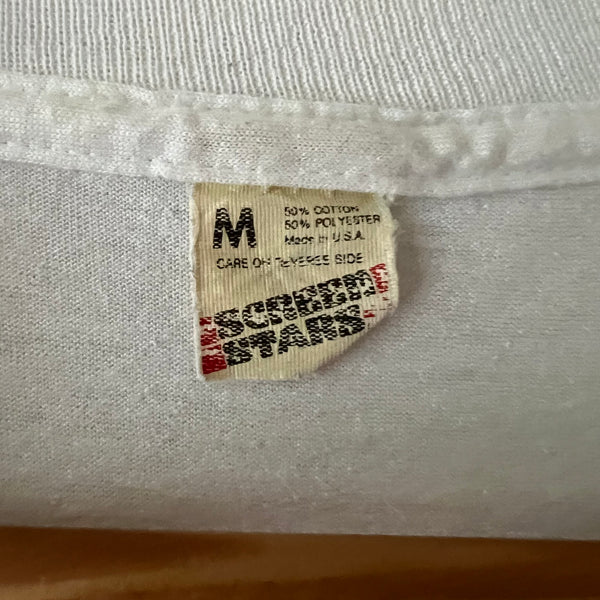 M
50% COTTON
50% POLYESTER
Made in U.S.A.
CARE ON REVERSE SIDE
SCREEN
STARS